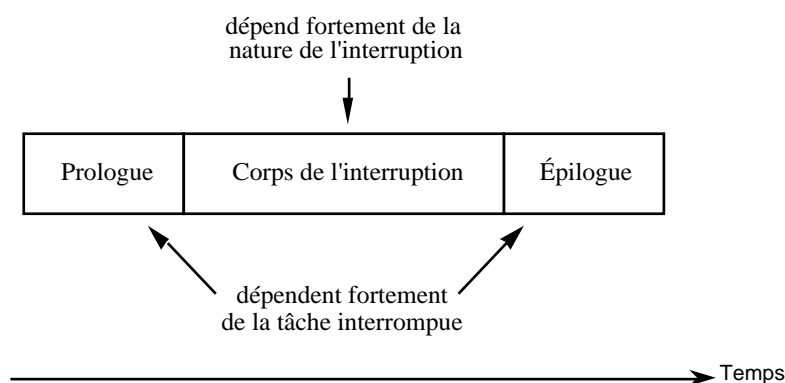 dépend fortement de la
nature de l'interruption
Prologue
Corps de l'interruption
Épilogue
dépendent fortement
de la tâche interrompue
Temps